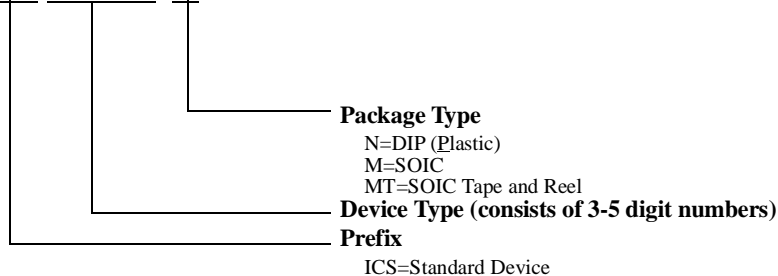 Package Type
N=DIP (Plastic)
M=SOIC
MT=SOIC Tape and Reel
Device Type (consists of 3-5 digit numbers)
Prefix
ICS=Standard Device